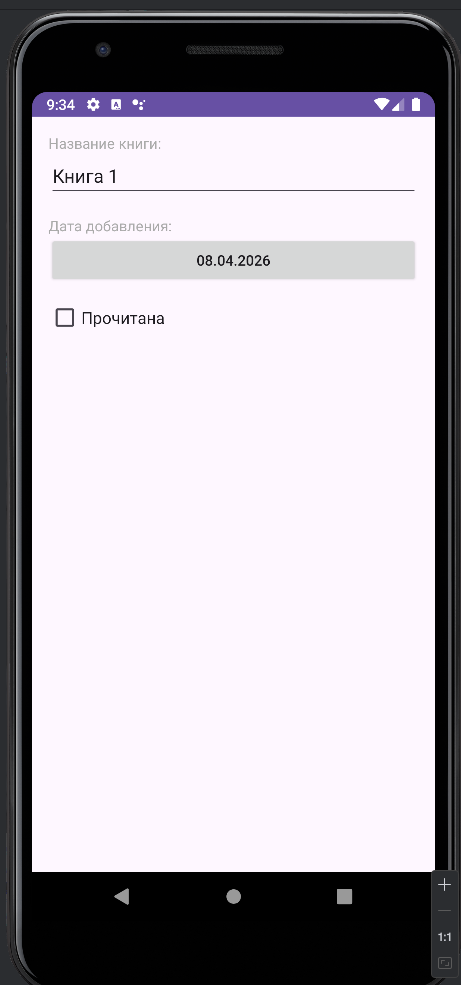 9:34
Название книги:
Книга 1
Дата добавления:
08.04.2026
Прочитана
1:1